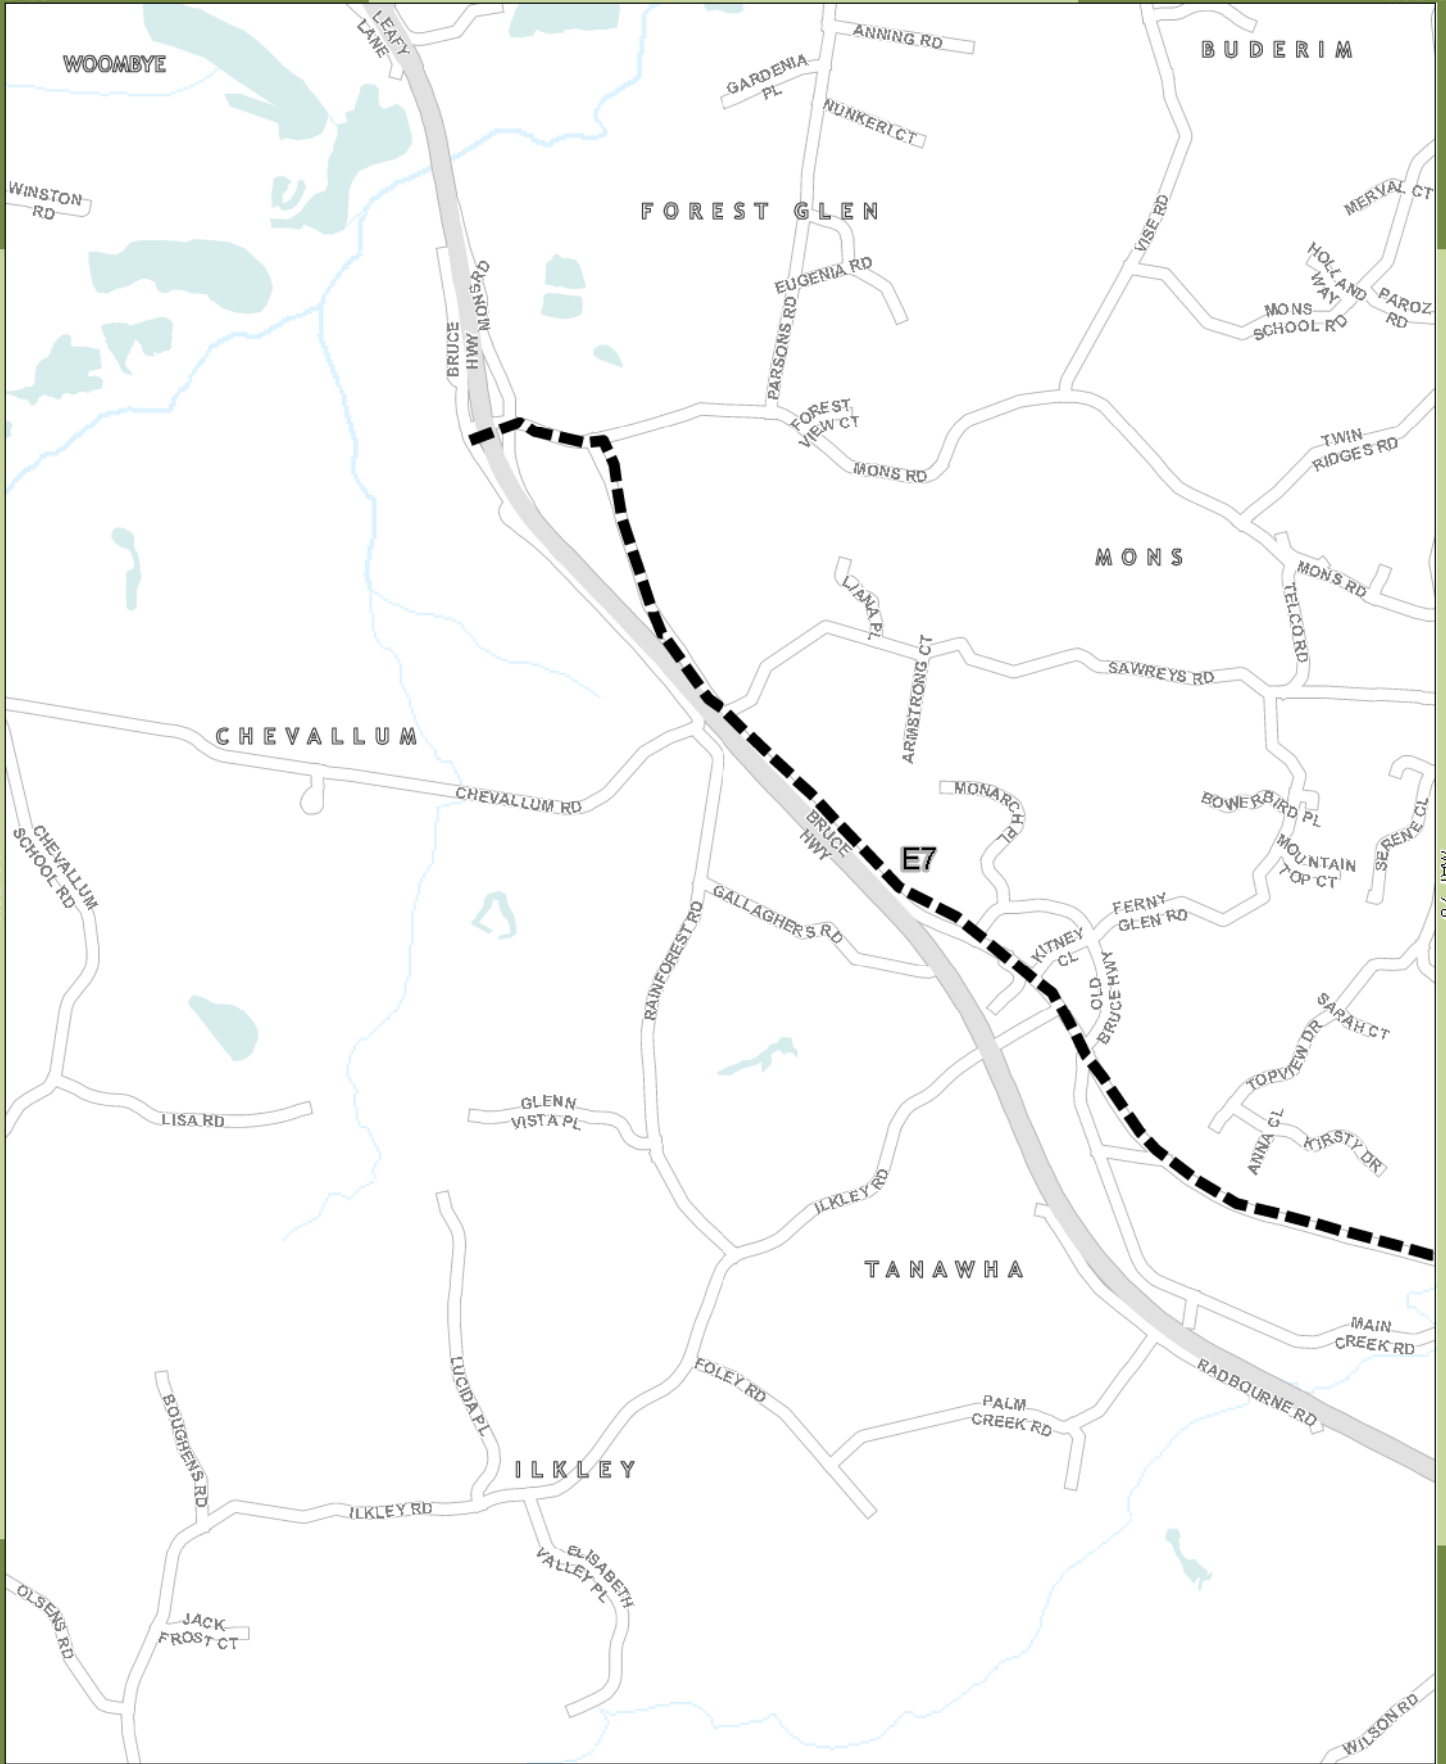 LEAFY
LANE
WOOMBYE
ANNING RD
BUDERIM
GARDENIA
PL
NUNKERI CT
WINSTON
RD
FOREST GLEN
MERVAL CT
VISE RD
EUGENIA RD
HOLLAND
WAY
PAROZ
RD
MONS RD
BRUCE
HWY
MONS
SCHOOL RD
PARSONS RD
FOREST
VIEW CT
TWIN
RIDGES RD
MONS RD
MONS
MONS RD
LIANA PL
TELCO RD
ARMSTRONG CT
SAWREYS RD
CHEVALLUM
CHEVALLUM RD
MONARCH PL
BOWERBIRD PL
SERENE CL
BRUCE
HWY
E7
MOUNTAIN
TOP CT
CHEVALLUM
SCHOOL RD
GALLAGHERS RD
FERNY
GLEN RD
KITNEY
CL
RAINFOREST RD
OLD
BRUCE HWY
SARAH CT
TOPVIEW DR
GLENN
VISTA PL
LISA RD
ANNA CL
KIRSTY DR
ILKLEY RD
TANAWHA
MAIN
CREEK RD
LUCIDA PL
FOLEY RD
RADBOURNE RD
PALM
CREEK RD
BOUGHENS RD
ILKLEY
ILKLEY RD
ELISABETH
VALLEY PL
OLSENS RD
JACK
FROST CT
WILSON RD